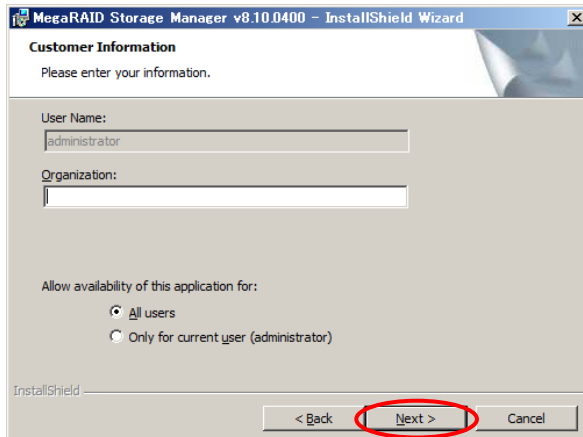 MegaRAID Storage Manager v8.10.0400 - InstallShield Wizard
Customer Information
Please enter your information.
User Name:
administrator
Organization:
Allow availability of this application for:
All users
Only for current user (administrator)
InstallShield
< Back Next > Cancel